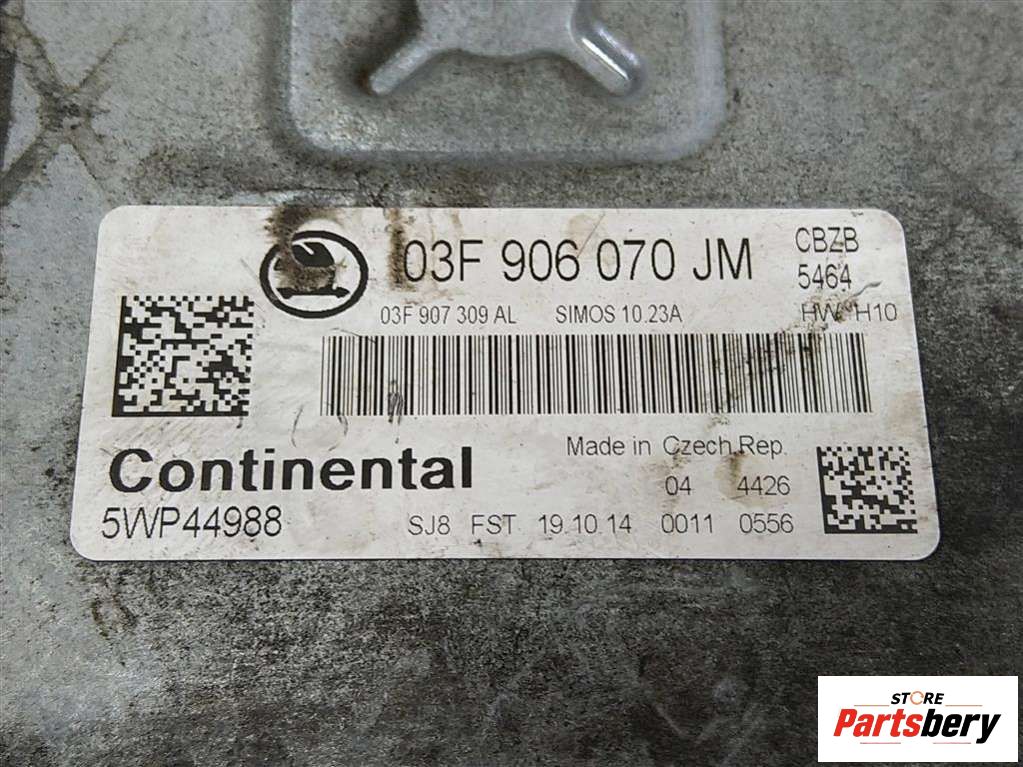 03F 906 070 JM
CBZB
5464
03F 907 309 AL SIMOS 10.23A HW H10
Continental
Made in Czech.Rep.
04 4426
5WP44988
SJ8 FST 19.10.14 0011 0556
STORE
Partsbery